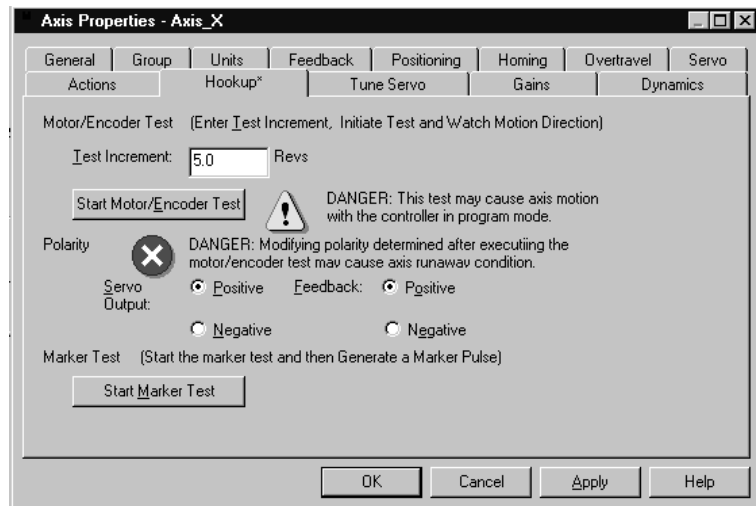 Axis Properties - Axis_X
General Group Units Feedback Positioning Homing Overtravel Servo
Actions Hookup* Tune Servo Gains Dynamics
Motor/Encoder Test (Enter Test Increment, Initiate Test and Watch Motion Direction)
Test Increment: 5.0 Revs
Start Motor/Encoder Test
DANGER: This test may cause axis motion
with the controller in program mode.
Polarity
DANGER: Modifying polarity determined after executiing the
motor/encoder test may cause axis runaway condition.
Servo
Output:
Positive
Feedback:
Positive
Negative
Negative
Marker Test (Start the marker test and then Generate a Marker Pulse)
Start Marker Test
OK Cancel Apply Help